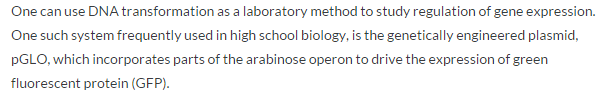 One can use DNA transformation as a laboratory method to study regulation of gene expression.
One such system frequently used in high school biology, is the genetically engineered plasmid,
pGLO, which incorporates parts of the arabinose operon to drive the expression of green
fluorescent protein (GFP).